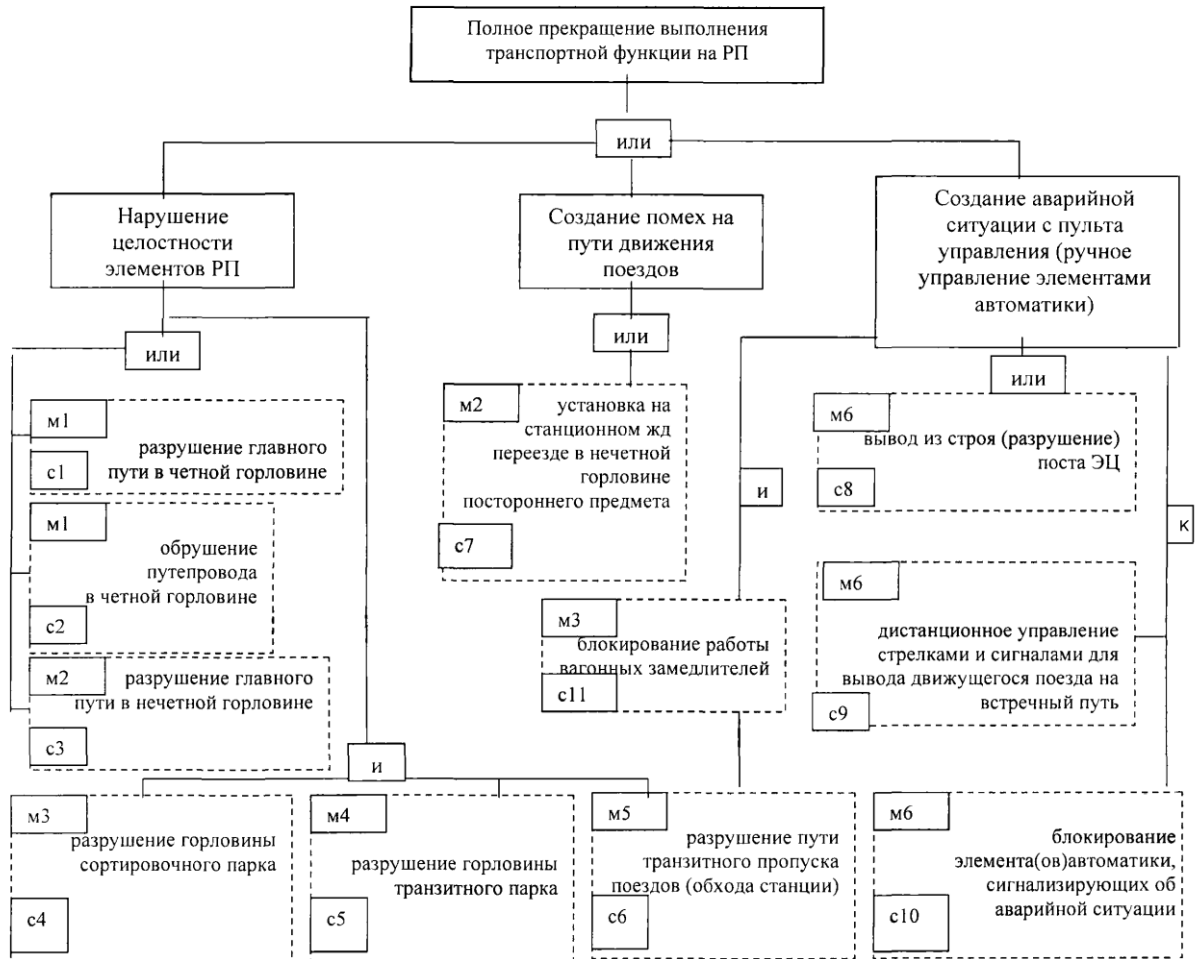 Полное прекращение выполнения
транспортной функции на РП
или
Нарушение
целостности
элементов РП
Создание помех на
пути движения
поездов
Создание аварийной
ситуации с пульта
управления (ручное
управление элементами
автоматики)
или
или
или
м1
разрушение главного
пути в четной горловине
с1
м1
обрушение
путепровода
в четной горловине
с2
м2
разрушение главного
пути в нечетной горловине
с3
м2
установка на
станционном жд
переезде в нечетной
горловине
постороннего предмета
с7
и
м6
вывод из строя (разрушение)
поста ЭЦ
с8
к
м3
блокирование работы
вагонных замедлителей
с11
м6
дистанционное управление
стрелками и сигналами для
вывода движущегося поезда на
встречный путь
с9
и
м3
разрушение горловины
сортировочного парка
с4
м4
разрушение горловины
транзитного парка
с5
м5
разрушение пути
транзитного пропуска
поездов (обхода станции)
с6
м6
блокирование
элемента(ов)автоматики,
сигнализирующих об
аварийной ситуации
с10